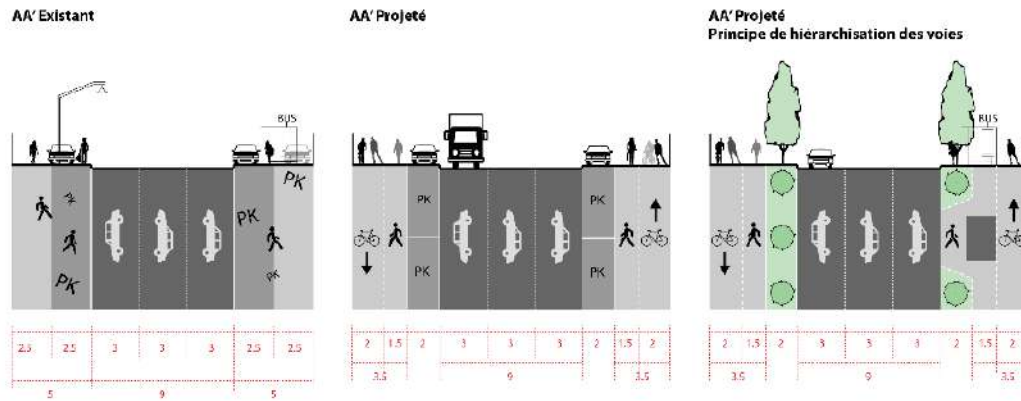 AA' Existant
BUS
PK
PK
PK
PK
2.5 2.5 3 3 3 2.5 2.5
5 9 5
AA' Projeté
PK PK
PK PK
2 1.5 2 3 3 3 2 1.5 2
3.5 9 3.5
AA' Projeté
Principe de hiérarchisation des voies
BUS
2 1.5 2 3 3 3 2 1.5 2
3.5 9 3.5